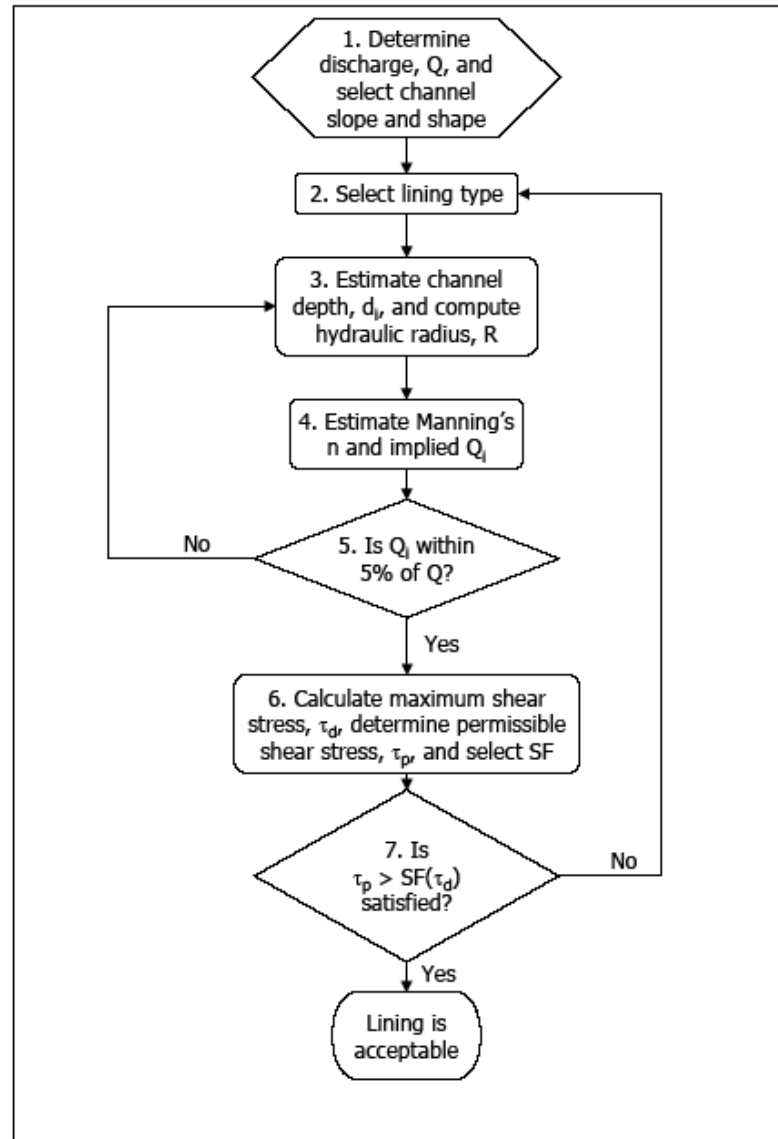 1. Determine
discharge, Q, and
select channel
slope and shape
2. Select lining type
3. Estimate channel
depth, dᵢ, and compute
hydraulic radius, R
4. Estimate Manning's
n and implied Qᵢ
No
5. Is Qᵢ within
5% of Q?
Yes
6. Calculate maximum shear
stress, τd, determine permissible
shear stress, τp, and select SF
7. Is
τp > SF(τd)
satisfied?
No
Yes
Lining is
acceptable